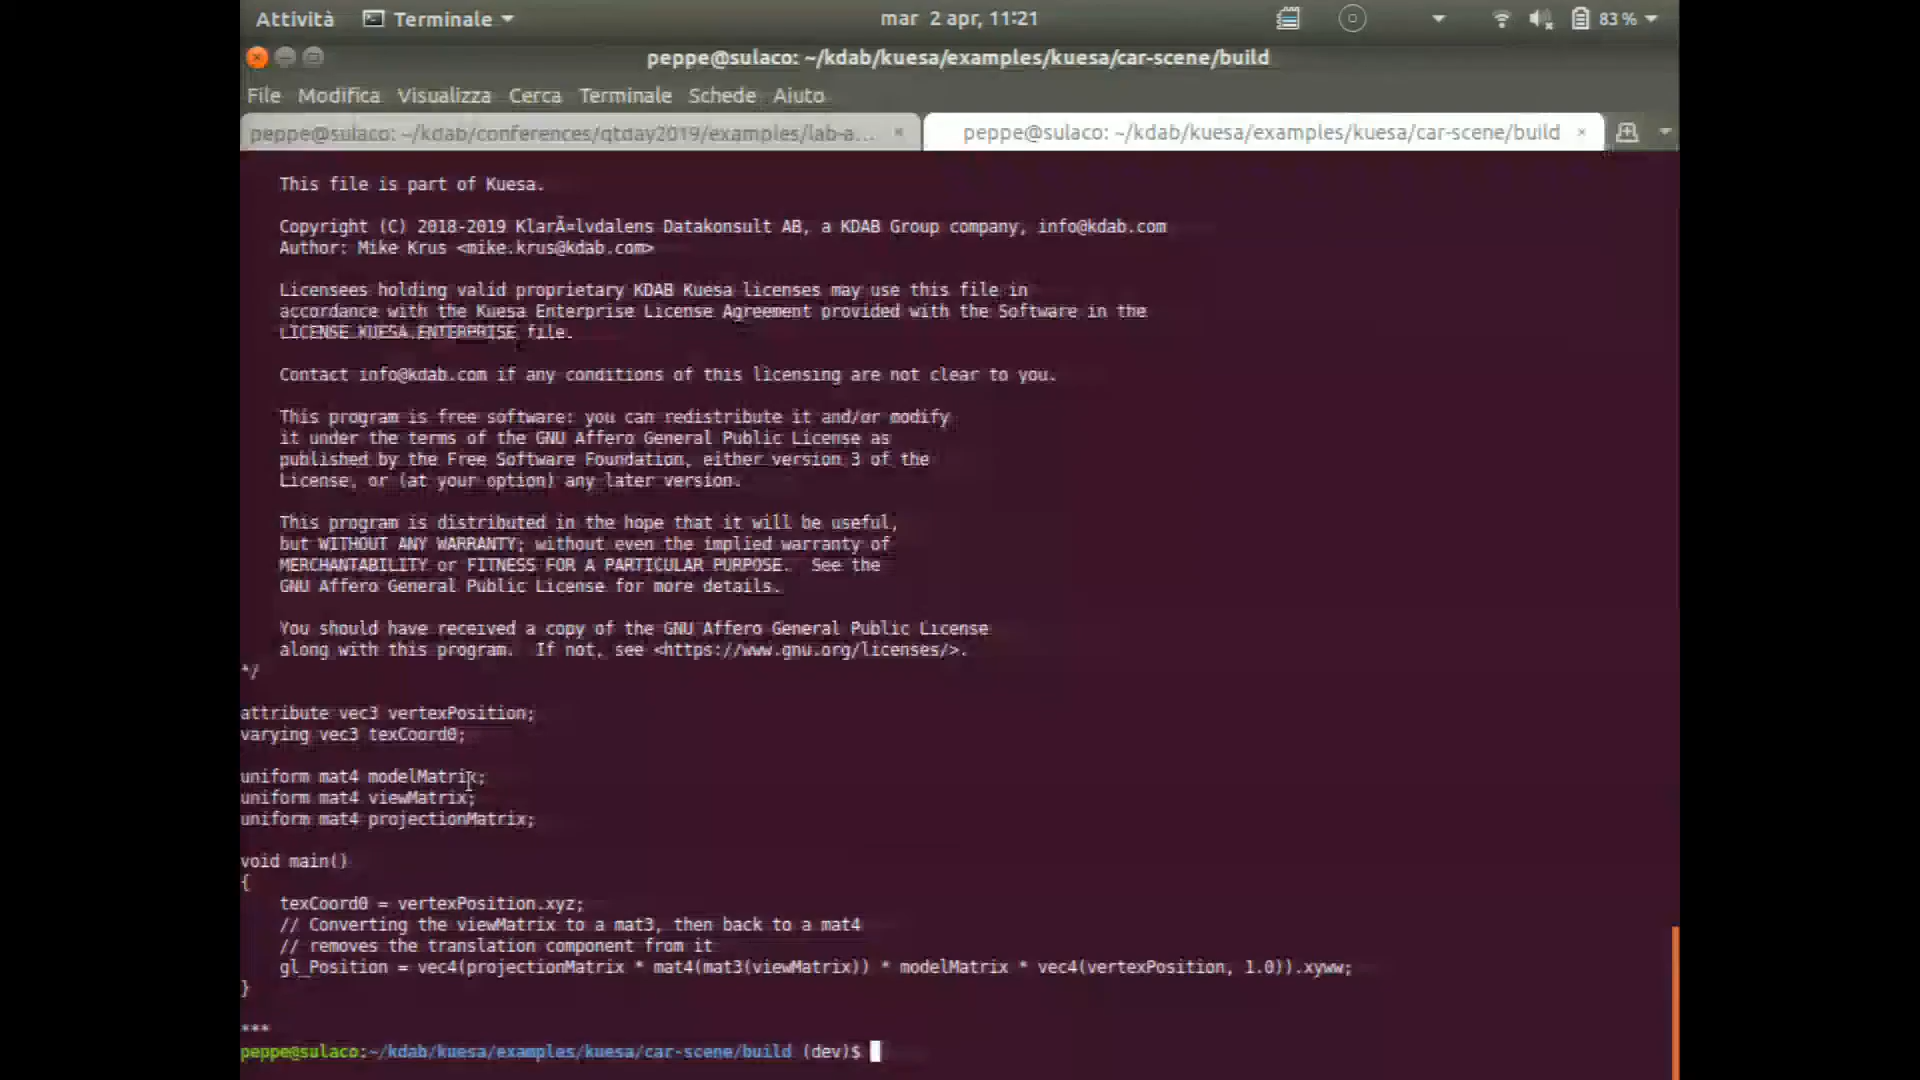 Attività Terminale mar 2 apr, 11:21 83 %
peppe@sulaco: ~/kdab/kuesa/examples/kuesa/car-scene/build
File Modifica Visualizza Cerca Terminale Schede Aiuto
peppe@sulaco: ~/kdab/conferences/qtday2019/examples/lab-a... × peppe@sulaco: ~/kdab/kuesa/examples/kuesa/car-scene/build ×
This file is part of Kuesa.
Copyright (C) 2018-2019 KlarÃ¤lvdalens Datakonsult AB, a KDAB Group company, info@kdab.com
Author: Mike Krus <mike.krus@kdab.com>
Licensees holding valid proprietary KDAB Kuesa licenses may use this file in
accordance with the Kuesa Enterprise License Agreement provided with the Software in the
LICENSE.KUESA.ENTERPRISE file.
Contact info@kdab.com if any conditions of this licensing are not clear to you.
This program is free software: you can redistribute it and/or modify
it under the terms of the GNU Affero General Public License as
published by the Free Software Foundation, either version 3 of the
License, or (at your option) any later version.
This program is distributed in the hope that it will be useful,
but WITHOUT ANY WARRANTY; without even the implied warranty of
MERCHANTABILITY or FITNESS FOR A PARTICULAR PURPOSE.  See the
GNU Affero General Public License for more details.
You should have received a copy of the GNU Affero General Public License
along with this program.  If not, see <https://www.gnu.org/licenses/>.
*/
attribute vec3 vertexPosition;
varying vec3 texCoord0;
uniform mat4 modelMatrix;
uniform mat4 viewMatrix;
uniform mat4 projectionMatrix;
void main()
{
texCoord0 = vertexPosition.xyz;
// Converting the viewMatrix to a mat3, then back to a mat4
// removes the translation component from it
gl_Position = vec4(projectionMatrix * mat4(mat3(viewMatrix)) * modelMatrix * vec4(vertexPosition, 1.0)).xyww;
}
***
peppe@sulaco:~/kdab/kuesa/examples/kuesa/car-scene/build (dev)$